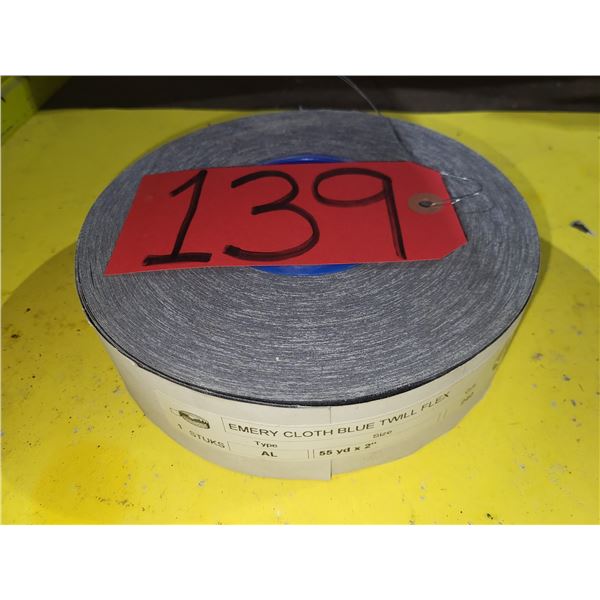 139
EMERY CLOTH BLUE TWILL FLEX
1 STUKS Type Size
AL 55 yd x 2"